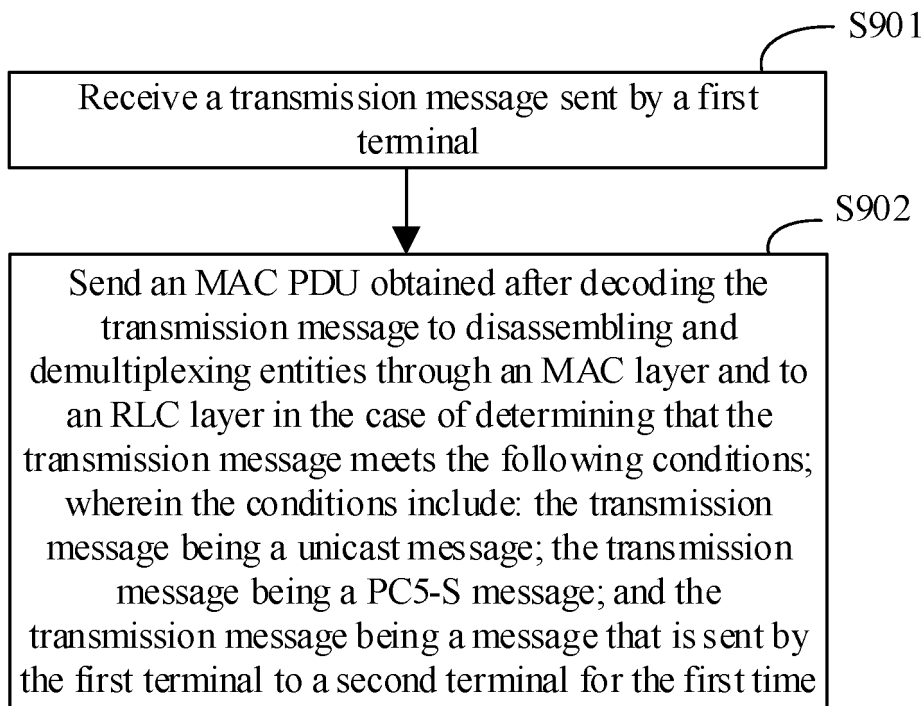 S901
Receive a transmission message sent by a first
terminal
S902
Send an MAC PDU obtained after decoding the
transmission message to disassembling and
demultiplexing entities through an MAC layer and to
an RLC layer in the case of determining that the
transmission message meets the following conditions;
wherein the conditions include: the transmission
message being a unicast message; the transmission
message being a PC5-S message; and the
transmission message being a message that is sent by
the first terminal to a second terminal for the first time